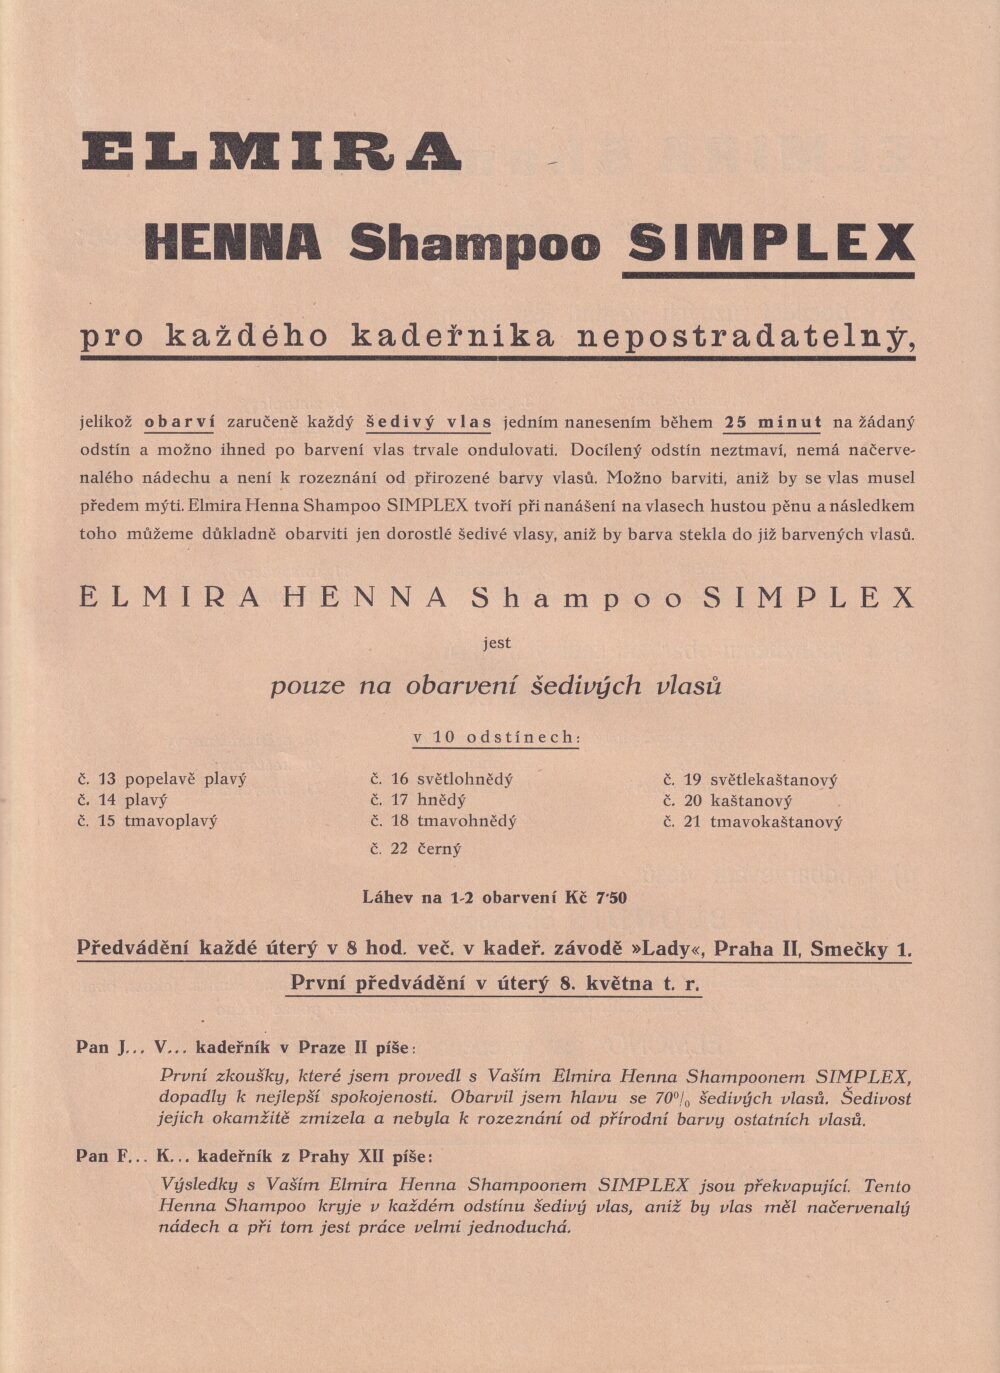 ELMIRA
HENNA Shampoo SIMPLEX
pro každého kadeřníka nepostradatelný,
jelikož obarví zaručeně každý šedivý vlas jedním nanesením během 25 minut na žádaný
odstín a možno ihned po barvení vlas trvale ondulovati. Docílený odstín neztmaví, nemá načerve-
nalého nádechu a není k rozeznání od přirozené barvy vlasů. Možno barviti, aniž by se vlas musel
předem mýti. Elmira Henna Shampoo SIMPLEX tvoří při nanášení na vlasech hustou pěnu a následkem
toho můžeme důkladně obarviti jen dorostlé šedivé vlasy, aniž by barva stekla do již barvených vlasů.
ELMIRA HENNA Shampoo SIMPLEX
jest
pouze na obarvení šedivých vlasů
v 10 odstínech:
č. 13 popelavě plavý
č. 14 plavý
č. 15 tmavoplavý
č. 16 světlohnědý
č. 17 hnědý
č. 18 tmavohnědý
č. 19 světlekaštanový
č. 20 kaštanový
č. 21 tmavokaštanový
č. 22 černý
Láhev na 1-2 obarvení Kč 7·50
Předvádění každé úterý v 8 hod. več. v kadeř. závodě »Lady«, Praha II, Smečky 1.
První předvádění v úterý 8. května t. r.
Pan J... V... kadeřník v Praze II píše:
První zkoušky, které jsem provedl s Vaším Elmira Henna Shampoonem SIMPLEX,
dopadly k nejlepší spokojenosti. Obarvil jsem hlavu se 70% šedivých vlasů. Šedivost
jejich okamžitě zmizela a nebyla k rozeznání od přírodní barvy ostatních vlasů.
Pan F... K... kadeřník z Prahy XII píše:
Výsledky s Vaším Elmira Henna Shampoonem SIMPLEX jsou překvapující. Tento
Henna Shampoo kryje v každém odstínu šedivý vlas, aniž by vlas měl načervenalý
nádech a při tom jest práce velmi jednoduchá.